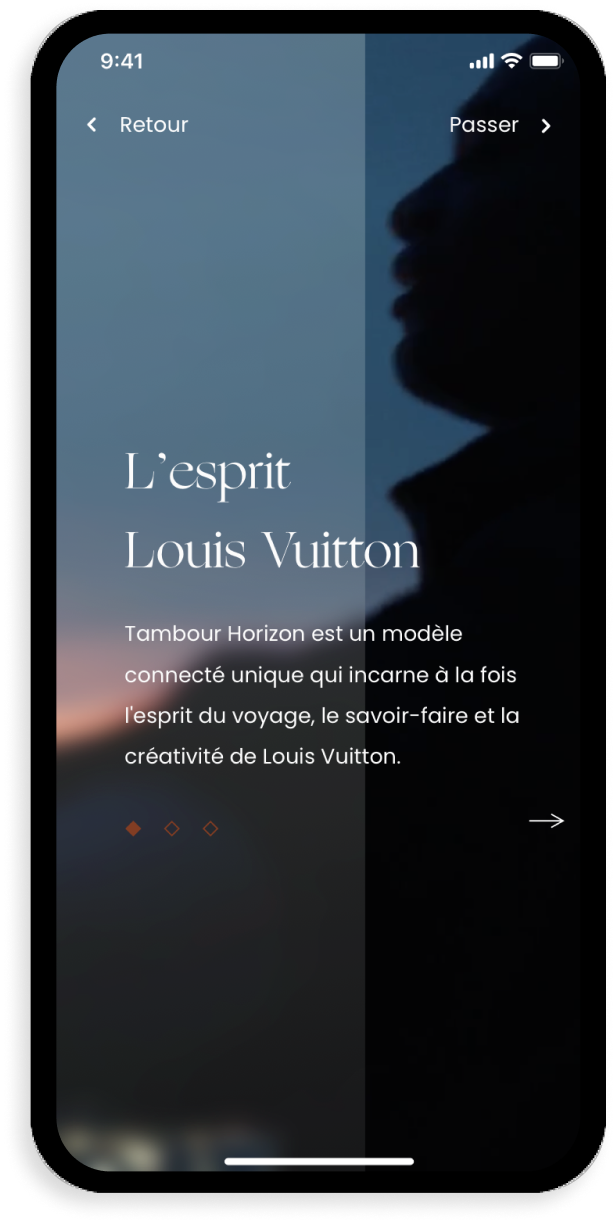 9:41
Retour
Passer
L’esprit
Louis Vuitton
Tambour Horizon est un modèle
connecté unique qui incarne à la fois
l'esprit du voyage, le savoir-faire et la
créativité de Louis Vuitton.